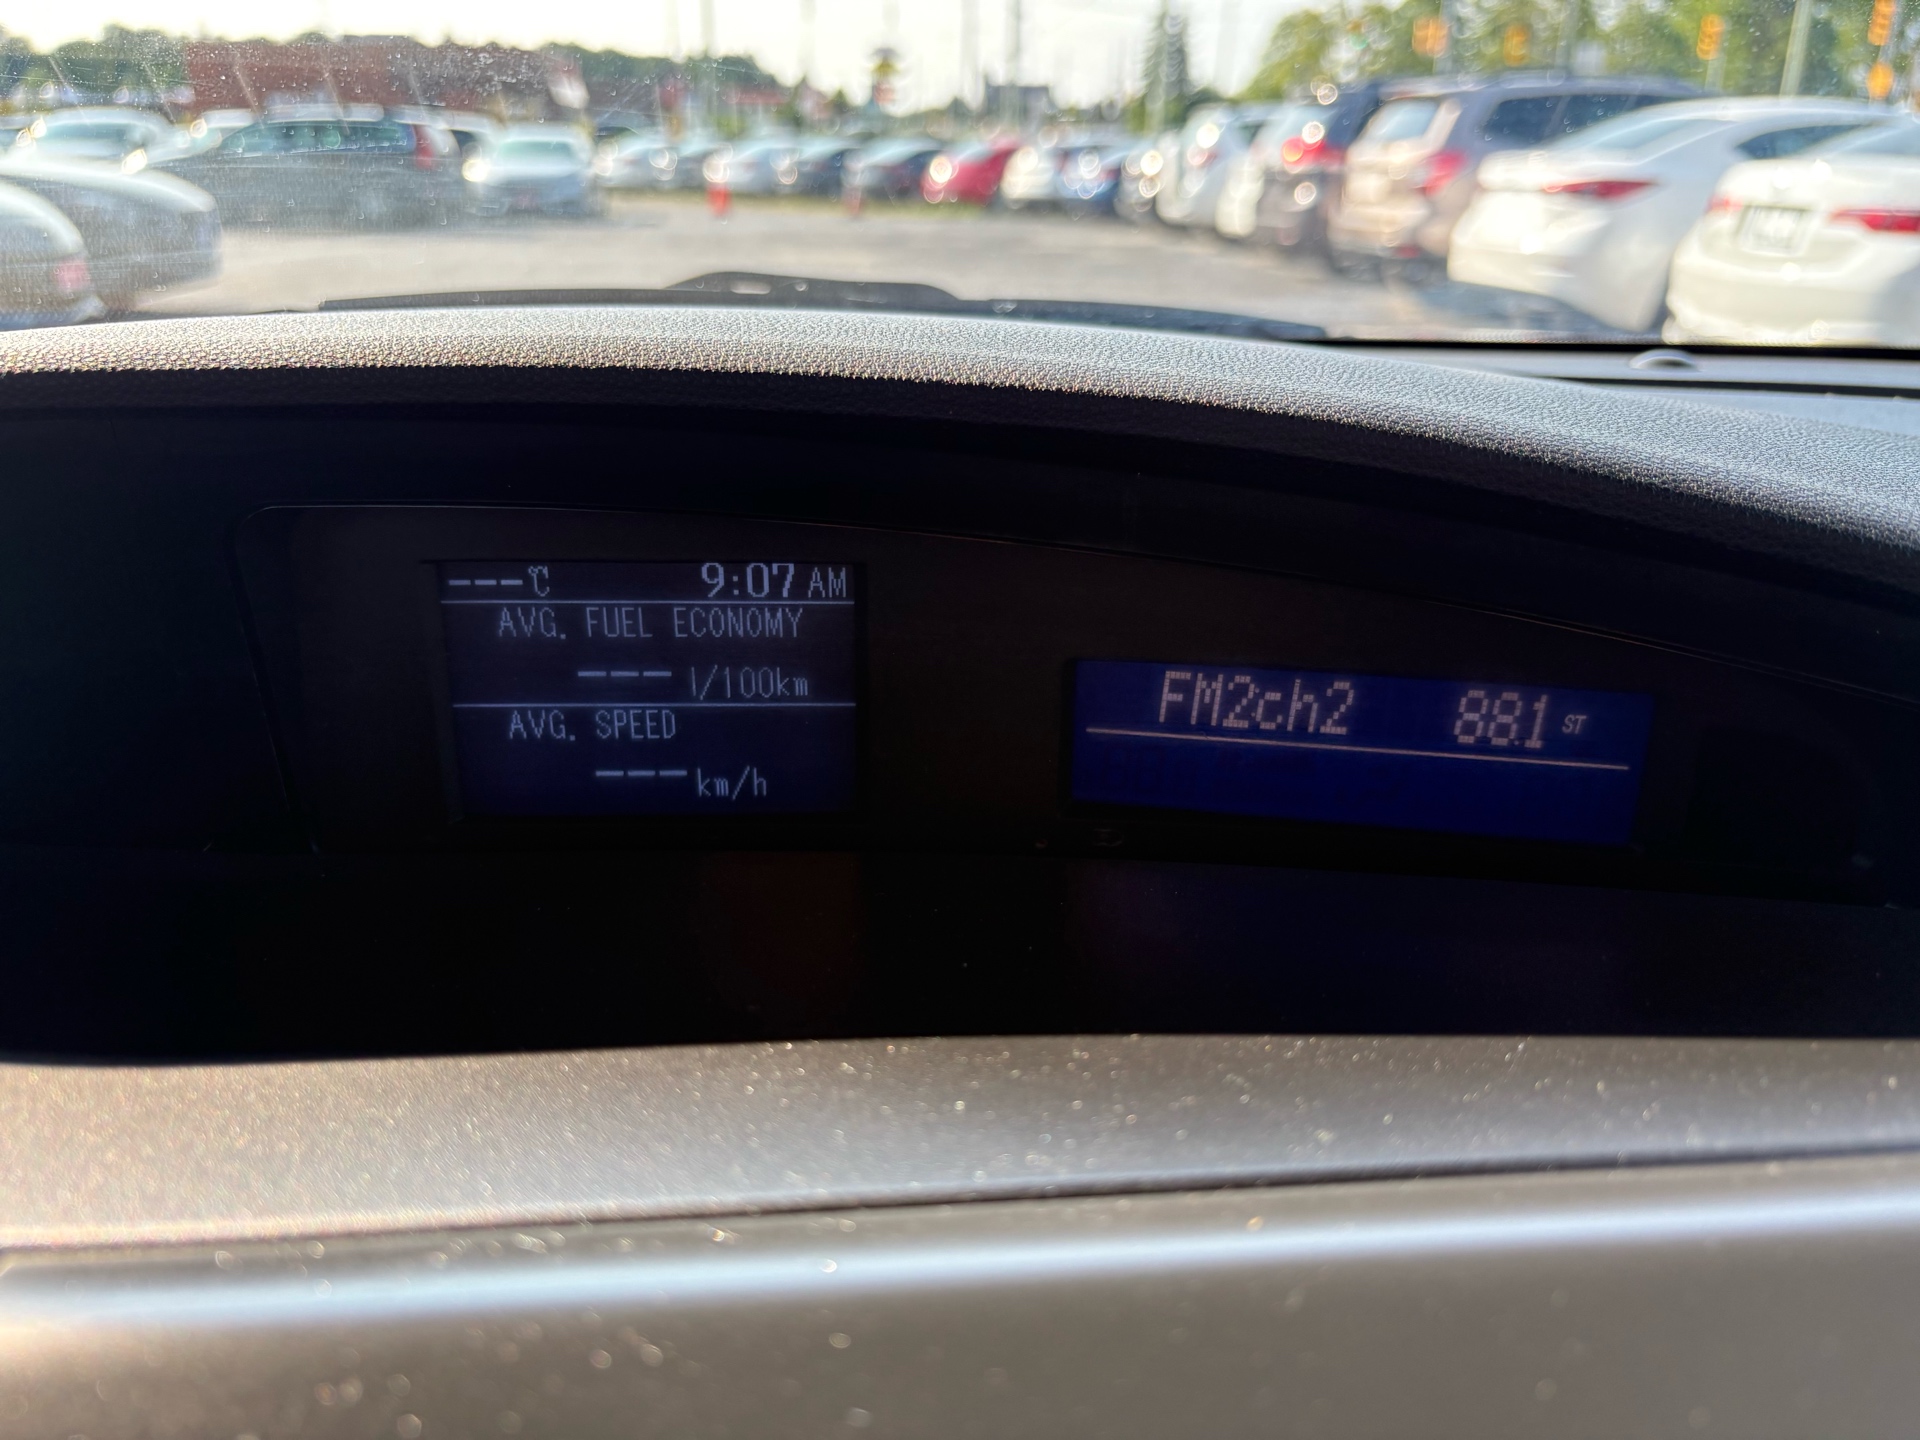 ---℃ 9:07 AM
AVG. FUEL ECONOMY
--- l/100km
AVG. SPEED
--- km/h
FM2ch2 88.1 ST